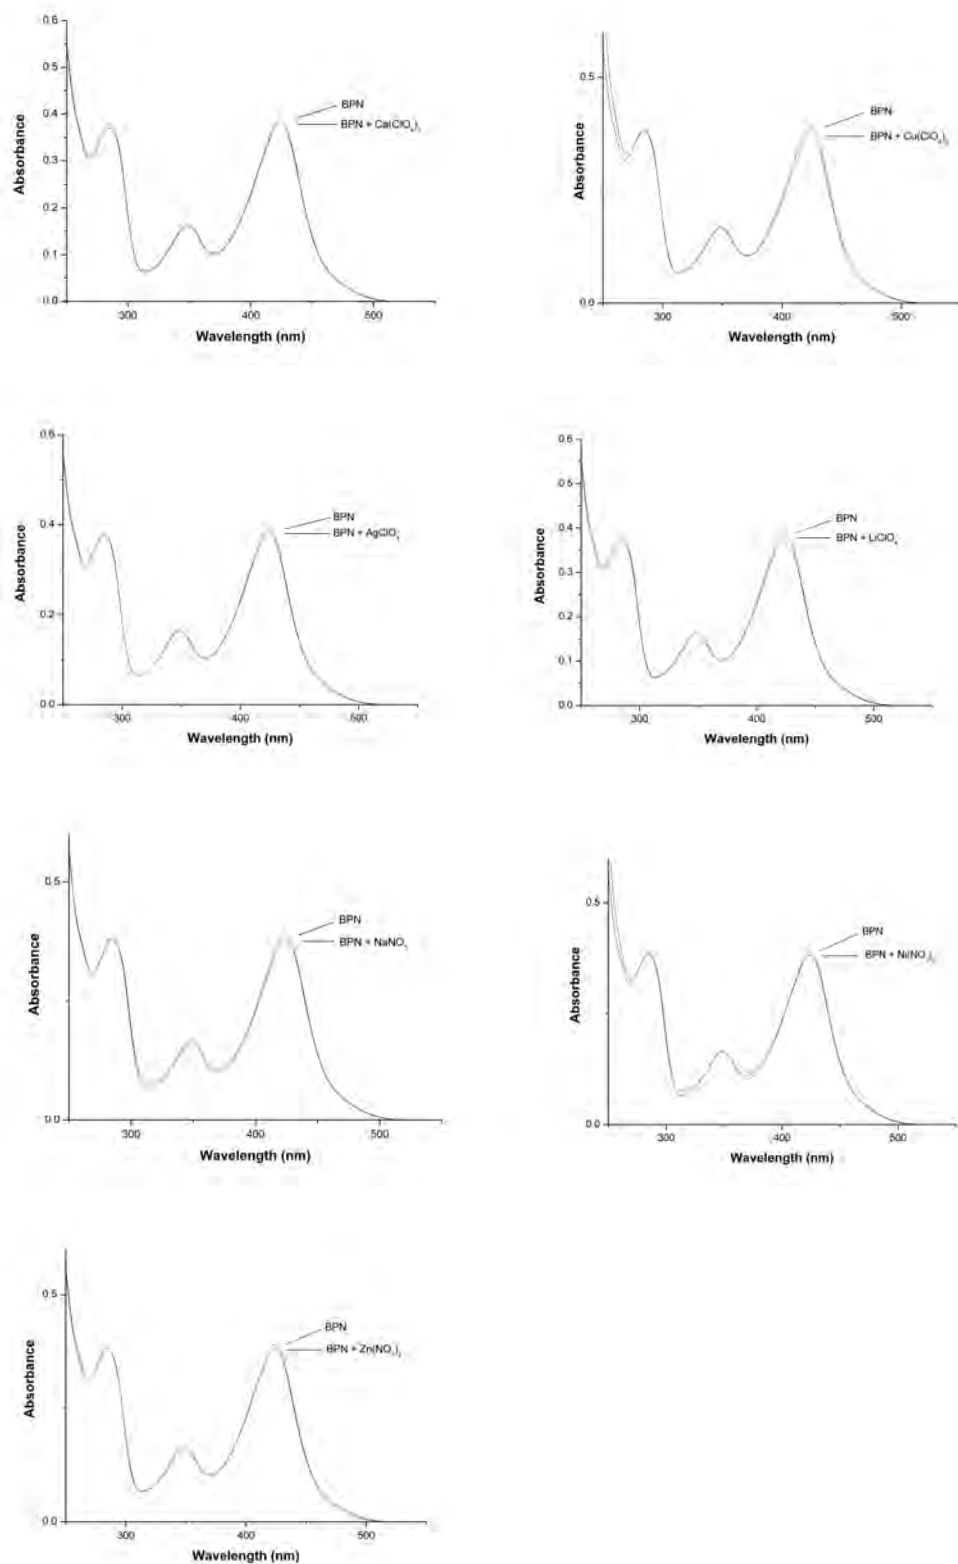 0.6
0.5
0.4
0.3
0.2
0.1
0.0
Absorbance
300
400
500
Wavelength (nm)
BPN
BPN + Ca(ClO₄)₂
0.5
0.0
Absorbance
300
400
500
Wavelength (nm)
BPN
BPN + Cu(ClO₄)₂
0.6
0.4
0.2
0.0
Absorbance
300
400
500
Wavelength (nm)
BPN
BPN + AgClO₄
0.6
0.5
0.4
0.3
0.2
0.1
0.0
Absorbance
300
400
500
Wavelength (nm)
BPN
BPN + LiClO₄
0.5
0.0
Absorbance
300
400
500
Wavelength (nm)
BPN
BPN + NaNO₃
0.5
0.0
Absorbance
300
400
500
Wavelength (nm)
BPN
BPN + Ni(NO₃)₂
0.5
0.0
Absorbance
300
400
500
Wavelength (nm)
BPN
BPN + Zn(NO₃)₂